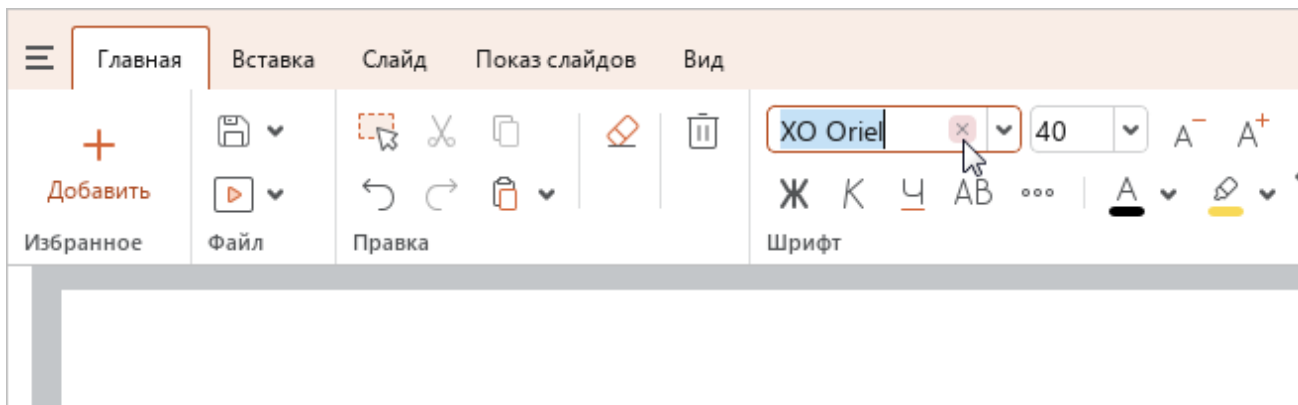 Главная Вставка Слайд Показ слайдов Вид
XO Oriel 40 A− A+
Добавить
Ж К Ч АВ A
Избранное Файл Правка Шрифт